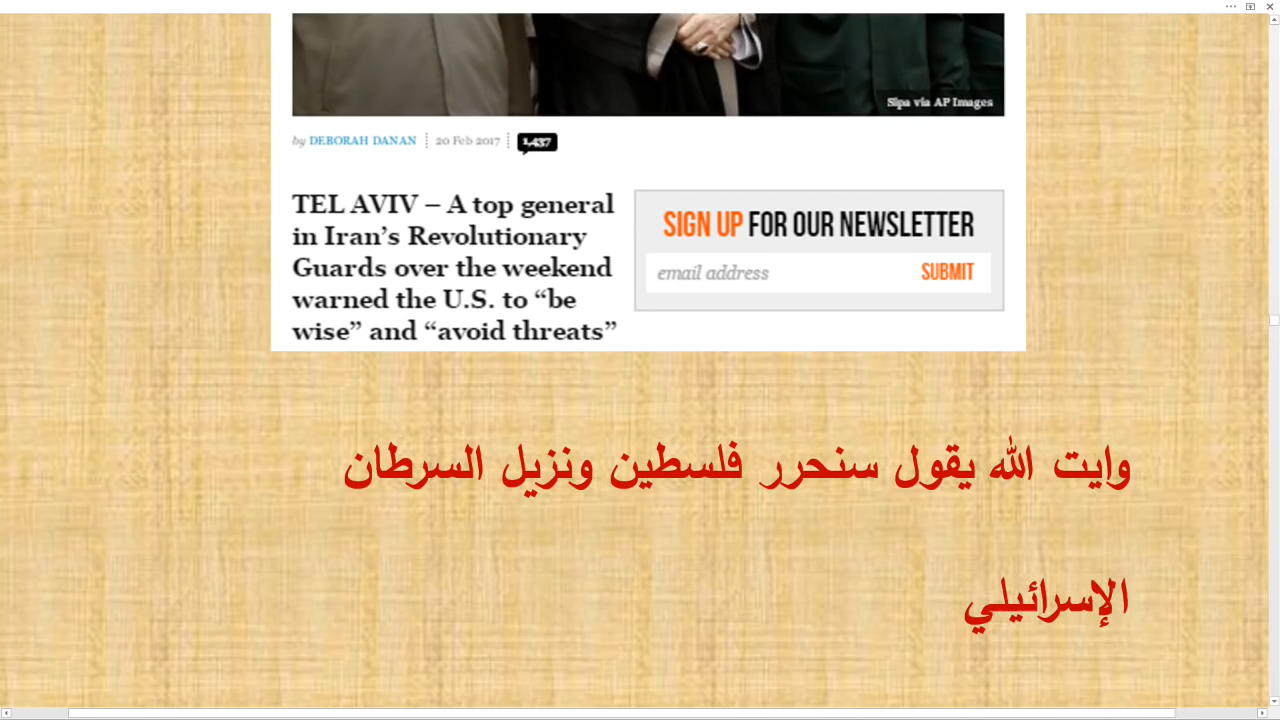 Sipa via AP Images
by DEBORAH DANAN 20 Feb 2017 1,437
TEL AVIV – A top general
in Iran’s Revolutionary
Guards over the weekend
warned the U.S. to “be
wise” and “avoid threats”
SIGN UP FOR OUR NEWSLETTER
email address SUBMIT
وايت الله يقول سنحرر فلسطين ونزيل السرطان
الإسرائيلي